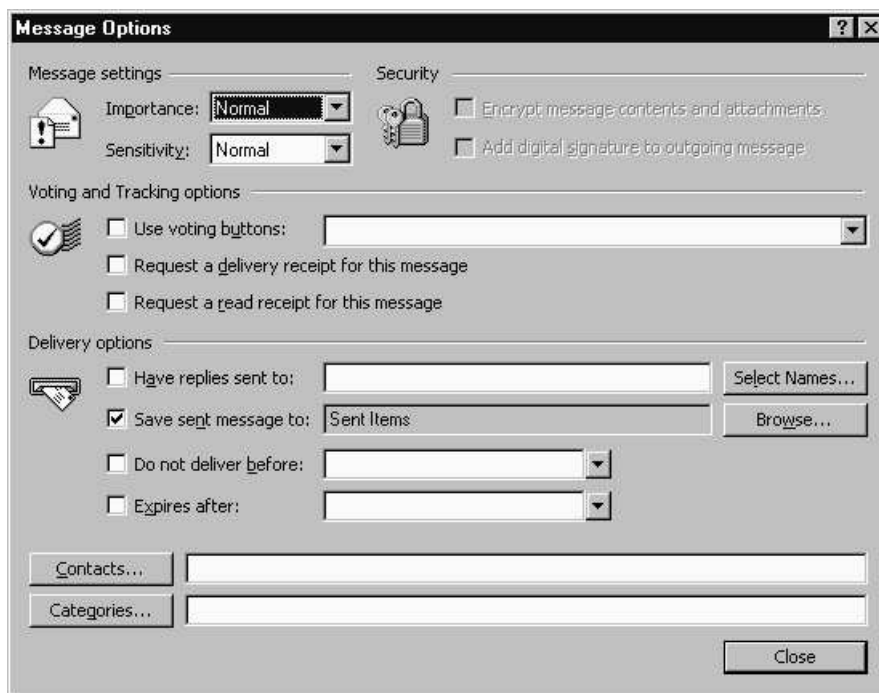 Message Options
Message settings
Security
Importance: Normal
Encrypt message contents and attachments
Sensitivity: Normal
Add digital signature to outgoing message
Voting and Tracking options
Use voting buttons:
Request a delivery receipt for this message
Request a read receipt for this message
Delivery options
Have replies sent to:
Select Names...
Save sent message to: Sent Items
Browse...
Do not deliver before:
Expires after:
Contacts...
Categories...
Close